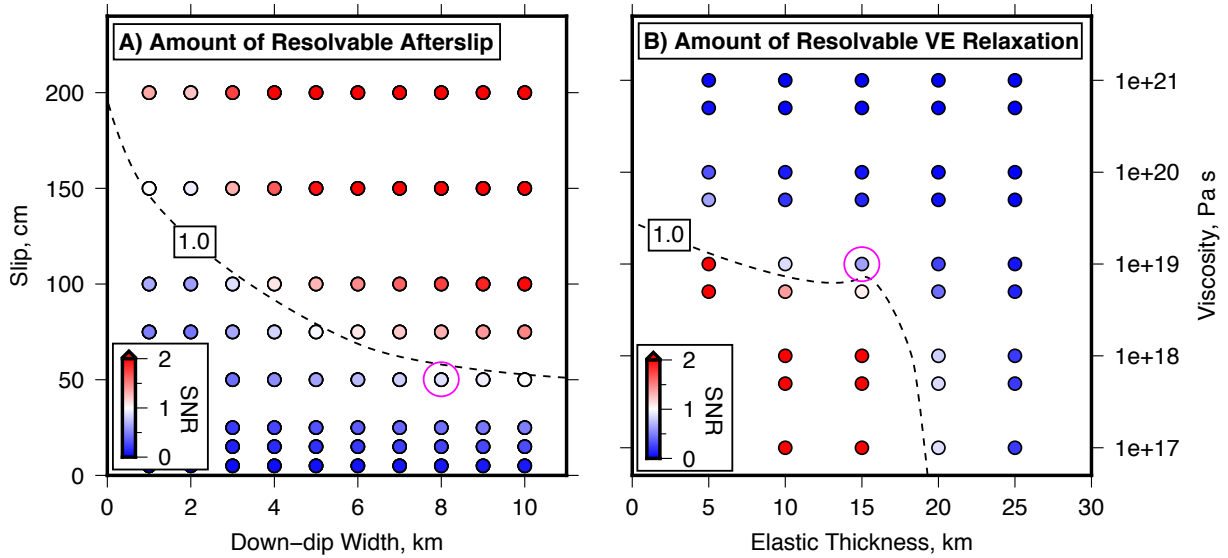 A) Amount of Resolvable Afterslip
200
150
100
50
0
Slip, cm
1.0
2
1
0
SNR
0 2 4 6 8 10
Down−dip Width, km
B) Amount of Resolvable VE Relaxation
1.0
2
1
0
SNR
1e+21
1e+20
1e+19
1e+18
1e+17
Viscosity, Pa s
0 5 10 15 20 25 30
Elastic Thickness, km